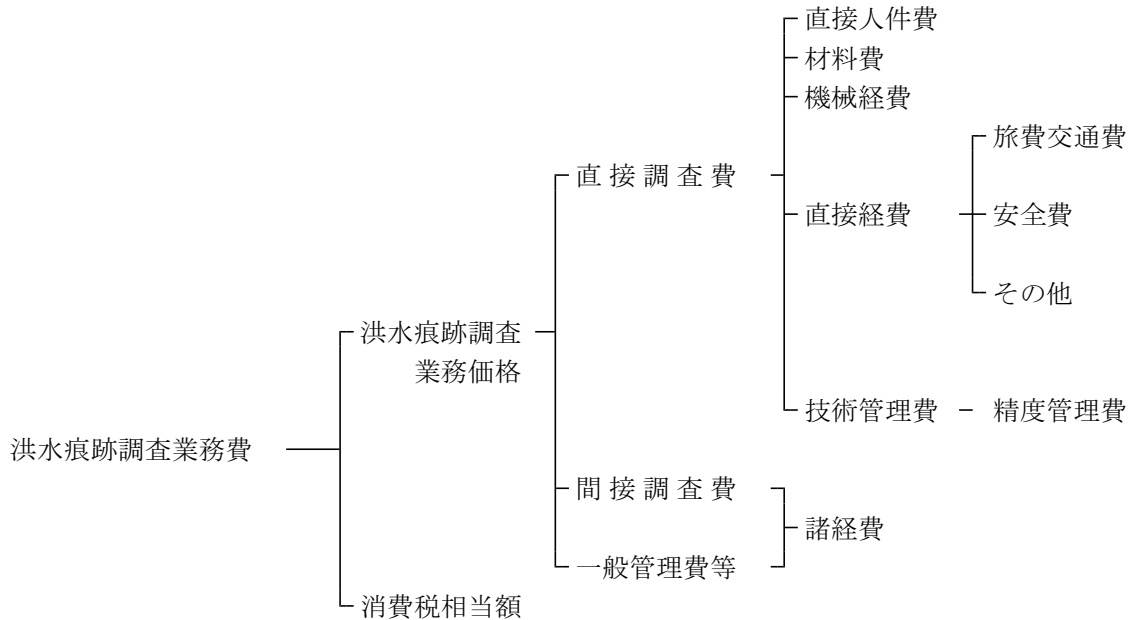 直接人件費
材料費
機械経費
旅費交通費
直接調査費
直接経費
安全費
その他
洪水痕跡調査
業務価格
技術管理費
精度管理費
洪水痕跡調査業務費
間接調査費
諸経費
一般管理費等
消費税相当額